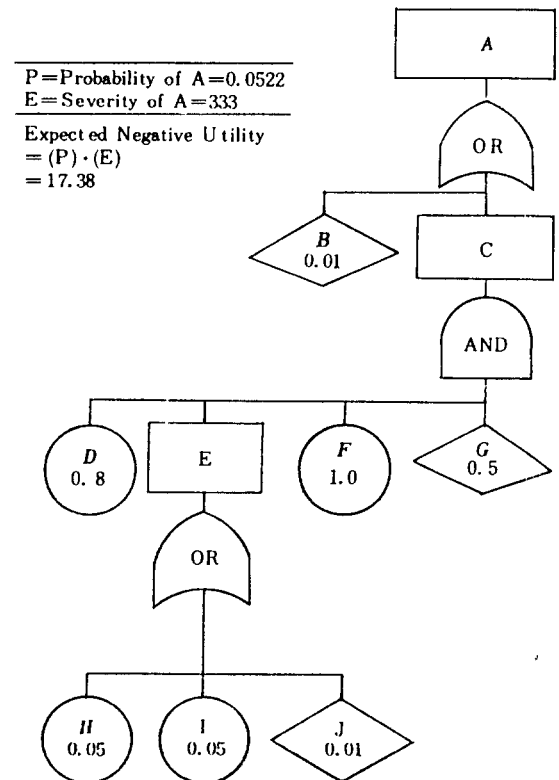 A
P=Probability of A=0.0522
E=Severity of A=333
Expected Negative Utility
= (P) · (E)
= 17.38
OR
B
0.01
C
AND
D
0.8
E
F
1.0
G
0.5
OR
H
0.05
I
0.05
J
0.01